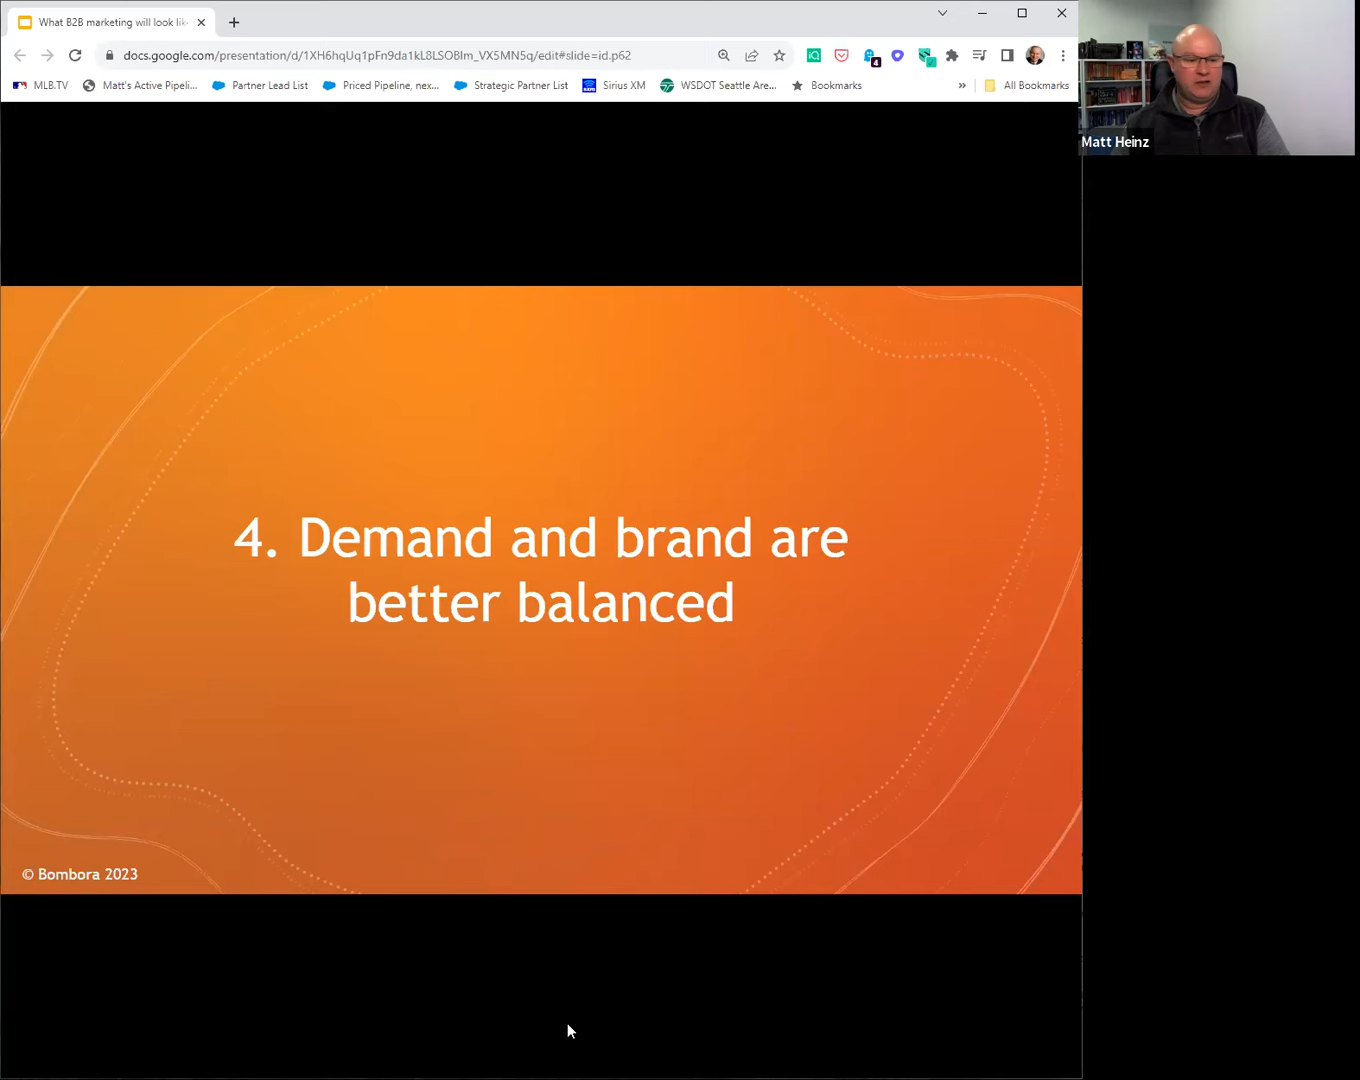 What B2B marketing will look lik
docs.google.com/presentation/d/1XH6hqUq1pFn9da1kL8LSOBIm_VX5MN5q/edit#slide=id.p62
4
MLB.TV
Matt's Active Pipeli...
Partner Lead List
Priced Pipeline, nex...
Strategic Partner List
Sirius XM
WSDOT Seattle Are...
Bookmarks
»
All Bookmarks
Matt Heinz
4. Demand and brand are
better balanced
© Bombora 2023